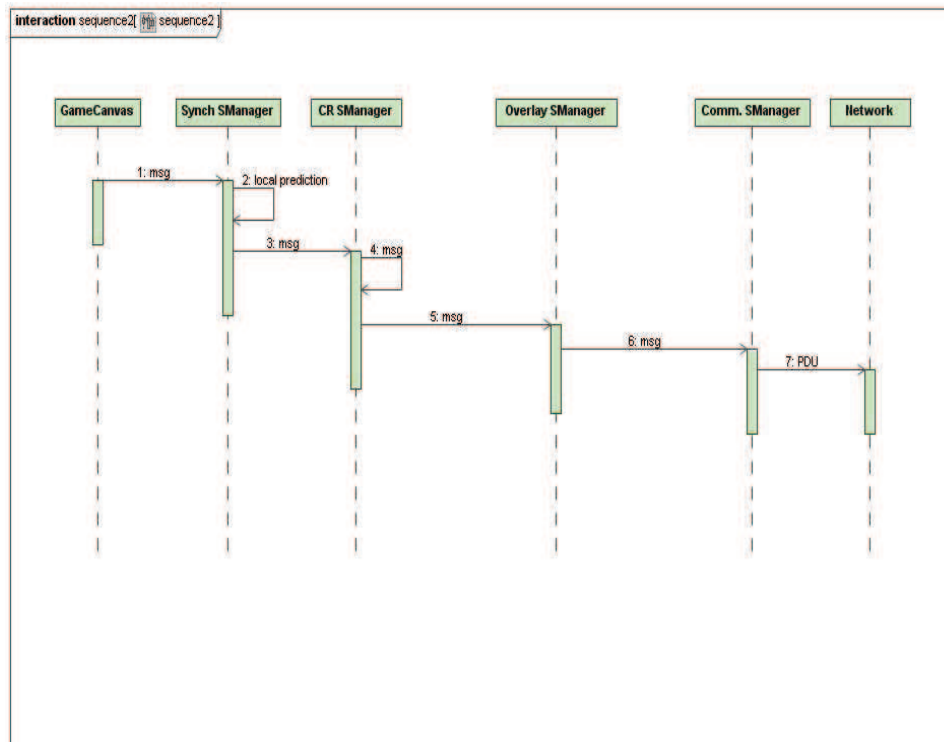 interaction sequence2[ sequence2 ]
GameCanvas Synch SManager CR SManager Overlay SManager Comm. SManager Network
1: msg
2: local prediction
3: msg
4: msg
5: msg
6: msg
7: PDU